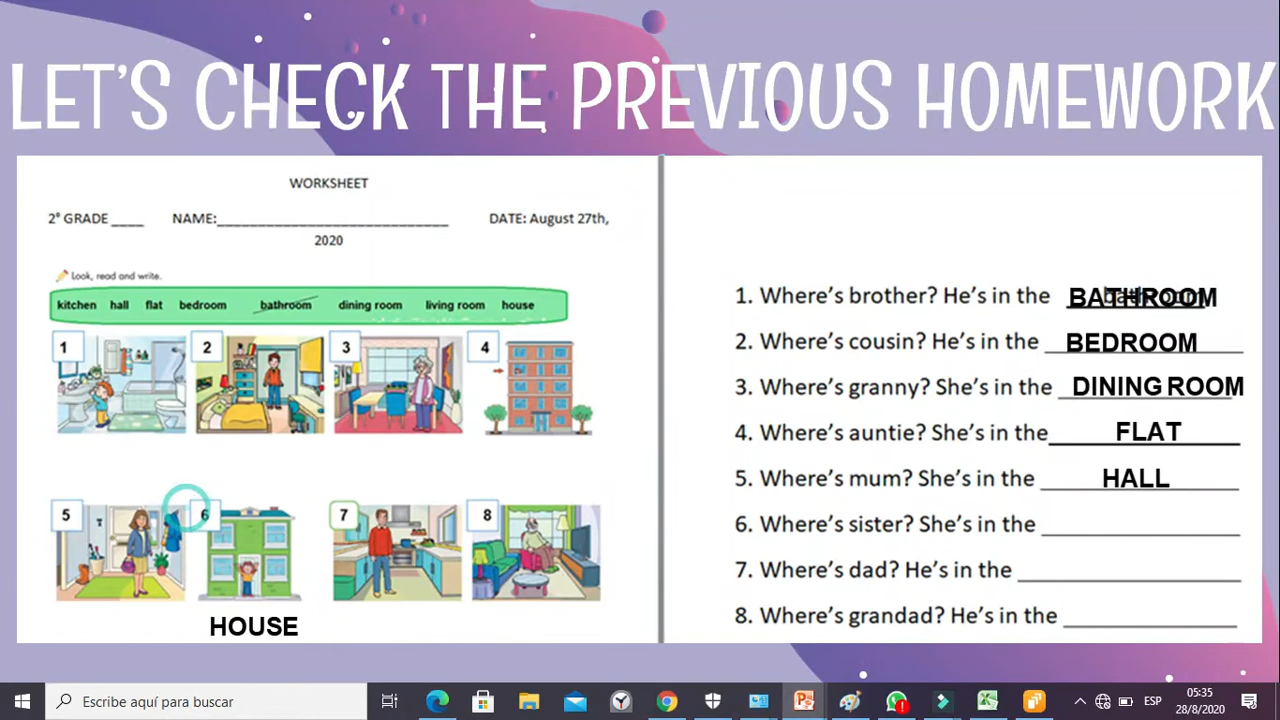 LET'S CHECK THE PREVIOUS HOMEWORK
WORKSHEET
2° GRADE ____ NAME:____________________________ DATE: August 27th,
2020
Look, read and write.
kitchen hall flat bedroom bathroom dining room living room house
1 2 3 4
5 6 7 8
HOUSE
1. Where's brother? He's in the BATHROOM
2. Where's cousin? He's in the BEDROOM
3. Where's granny? She's in the DINING ROOM
4. Where's auntie? She's in the FLAT
5. Where's mum? She's in the HALL
6. Where's sister? She's in the ____________________
7. Where's dad? He's in the ____________________
8. Where's grandad? He's in the ____________________
Escribe aquí para buscar
ESP
05:35
28/8/2020